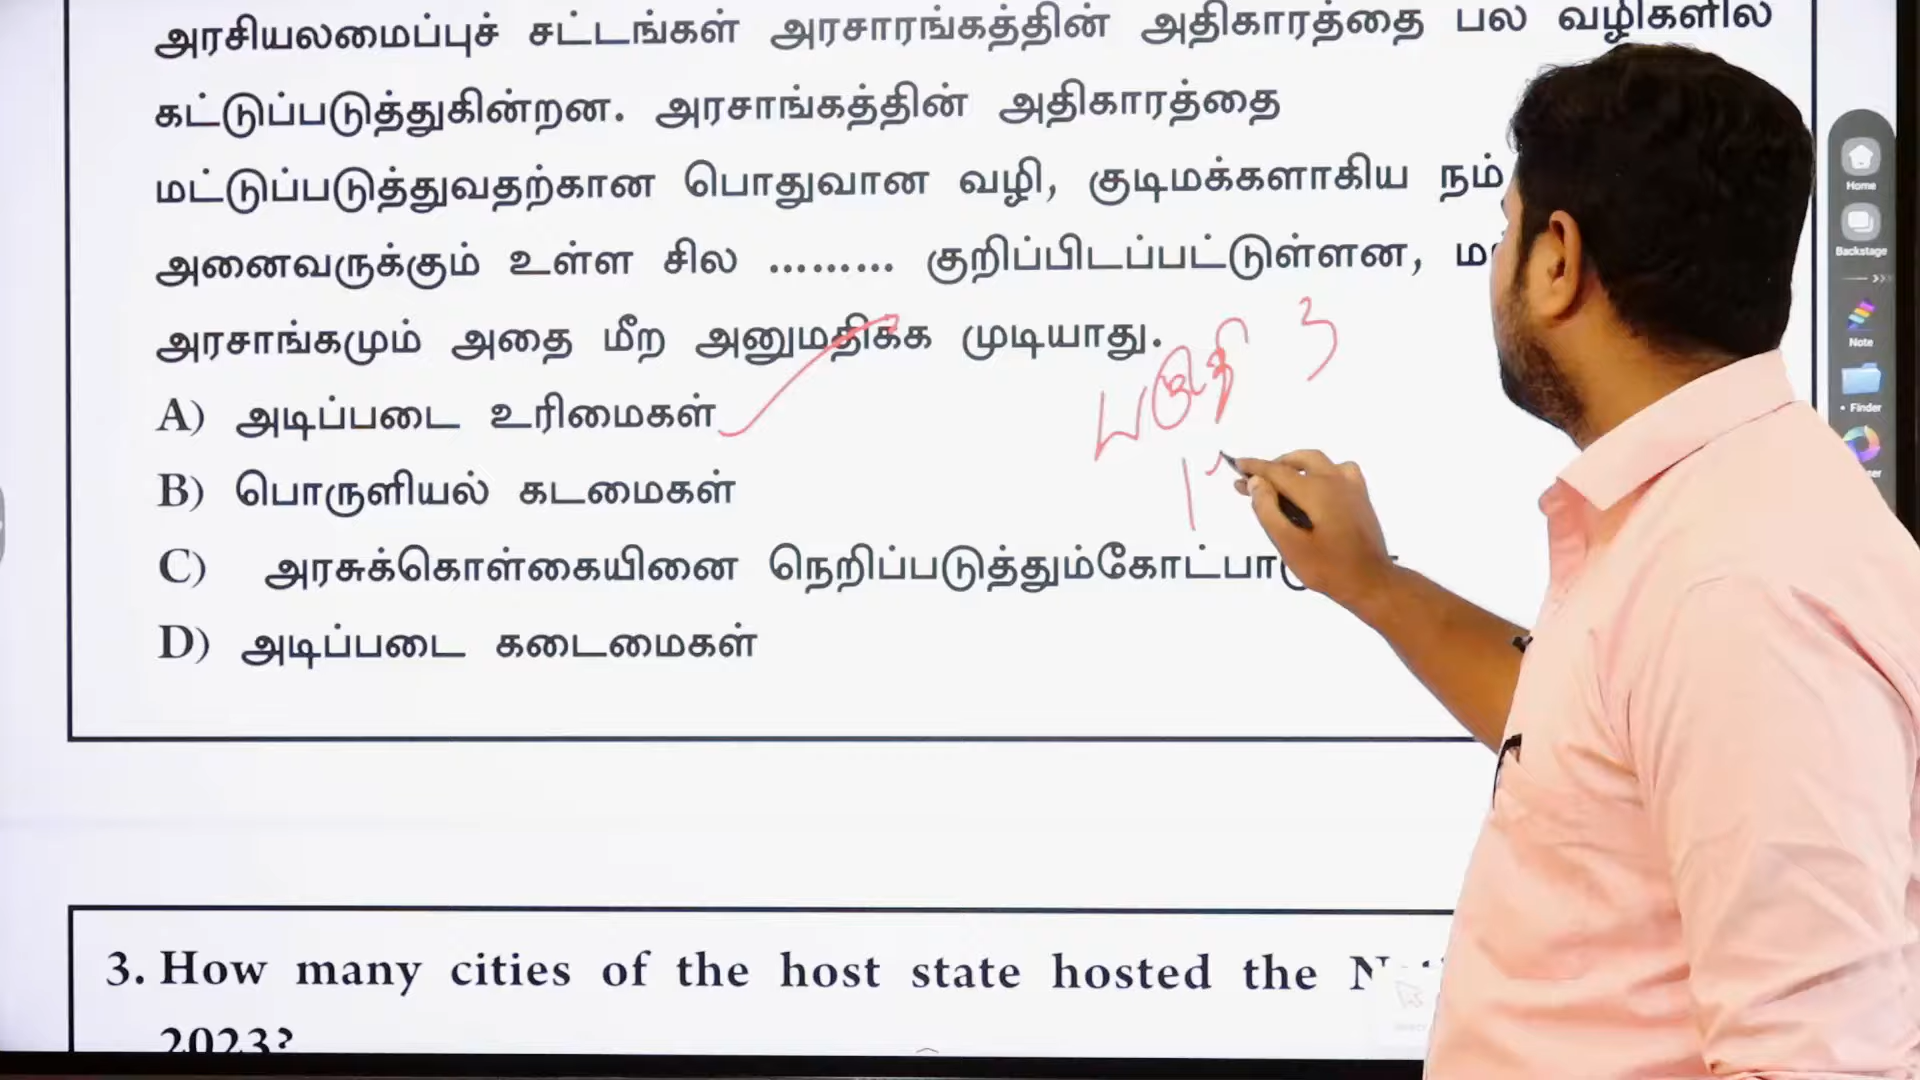 அரசியலமைப்புச் சட்டங்கள் அரசாரங்கத்தின் அதிகாரத்தை பல வழிகளில்
கட்டுப்படுத்துகின்றன. அரசாங்கத்தின் அதிகாரத்தை
மட்டுப்படுத்துவதற்கான பொதுவான வழி, குடிமக்களாகிய நம்
அனைவருக்கும் உள்ள சில ......... குறிப்பிடப்பட்டுள்ளன,
அரசாங்கமும் அதை மீற அனுமதிக்க முடியாது.
A) அடிப்படை உரிமைகள்
பகுதி 3
B) பொருளியல் கடமைகள்
C) அரசுக்கொள்கையினை
D) அடிப்படை கடைமைகள்
3. How many cities of the host state hosted the
2023?
Home
Backstage
Note
Finder